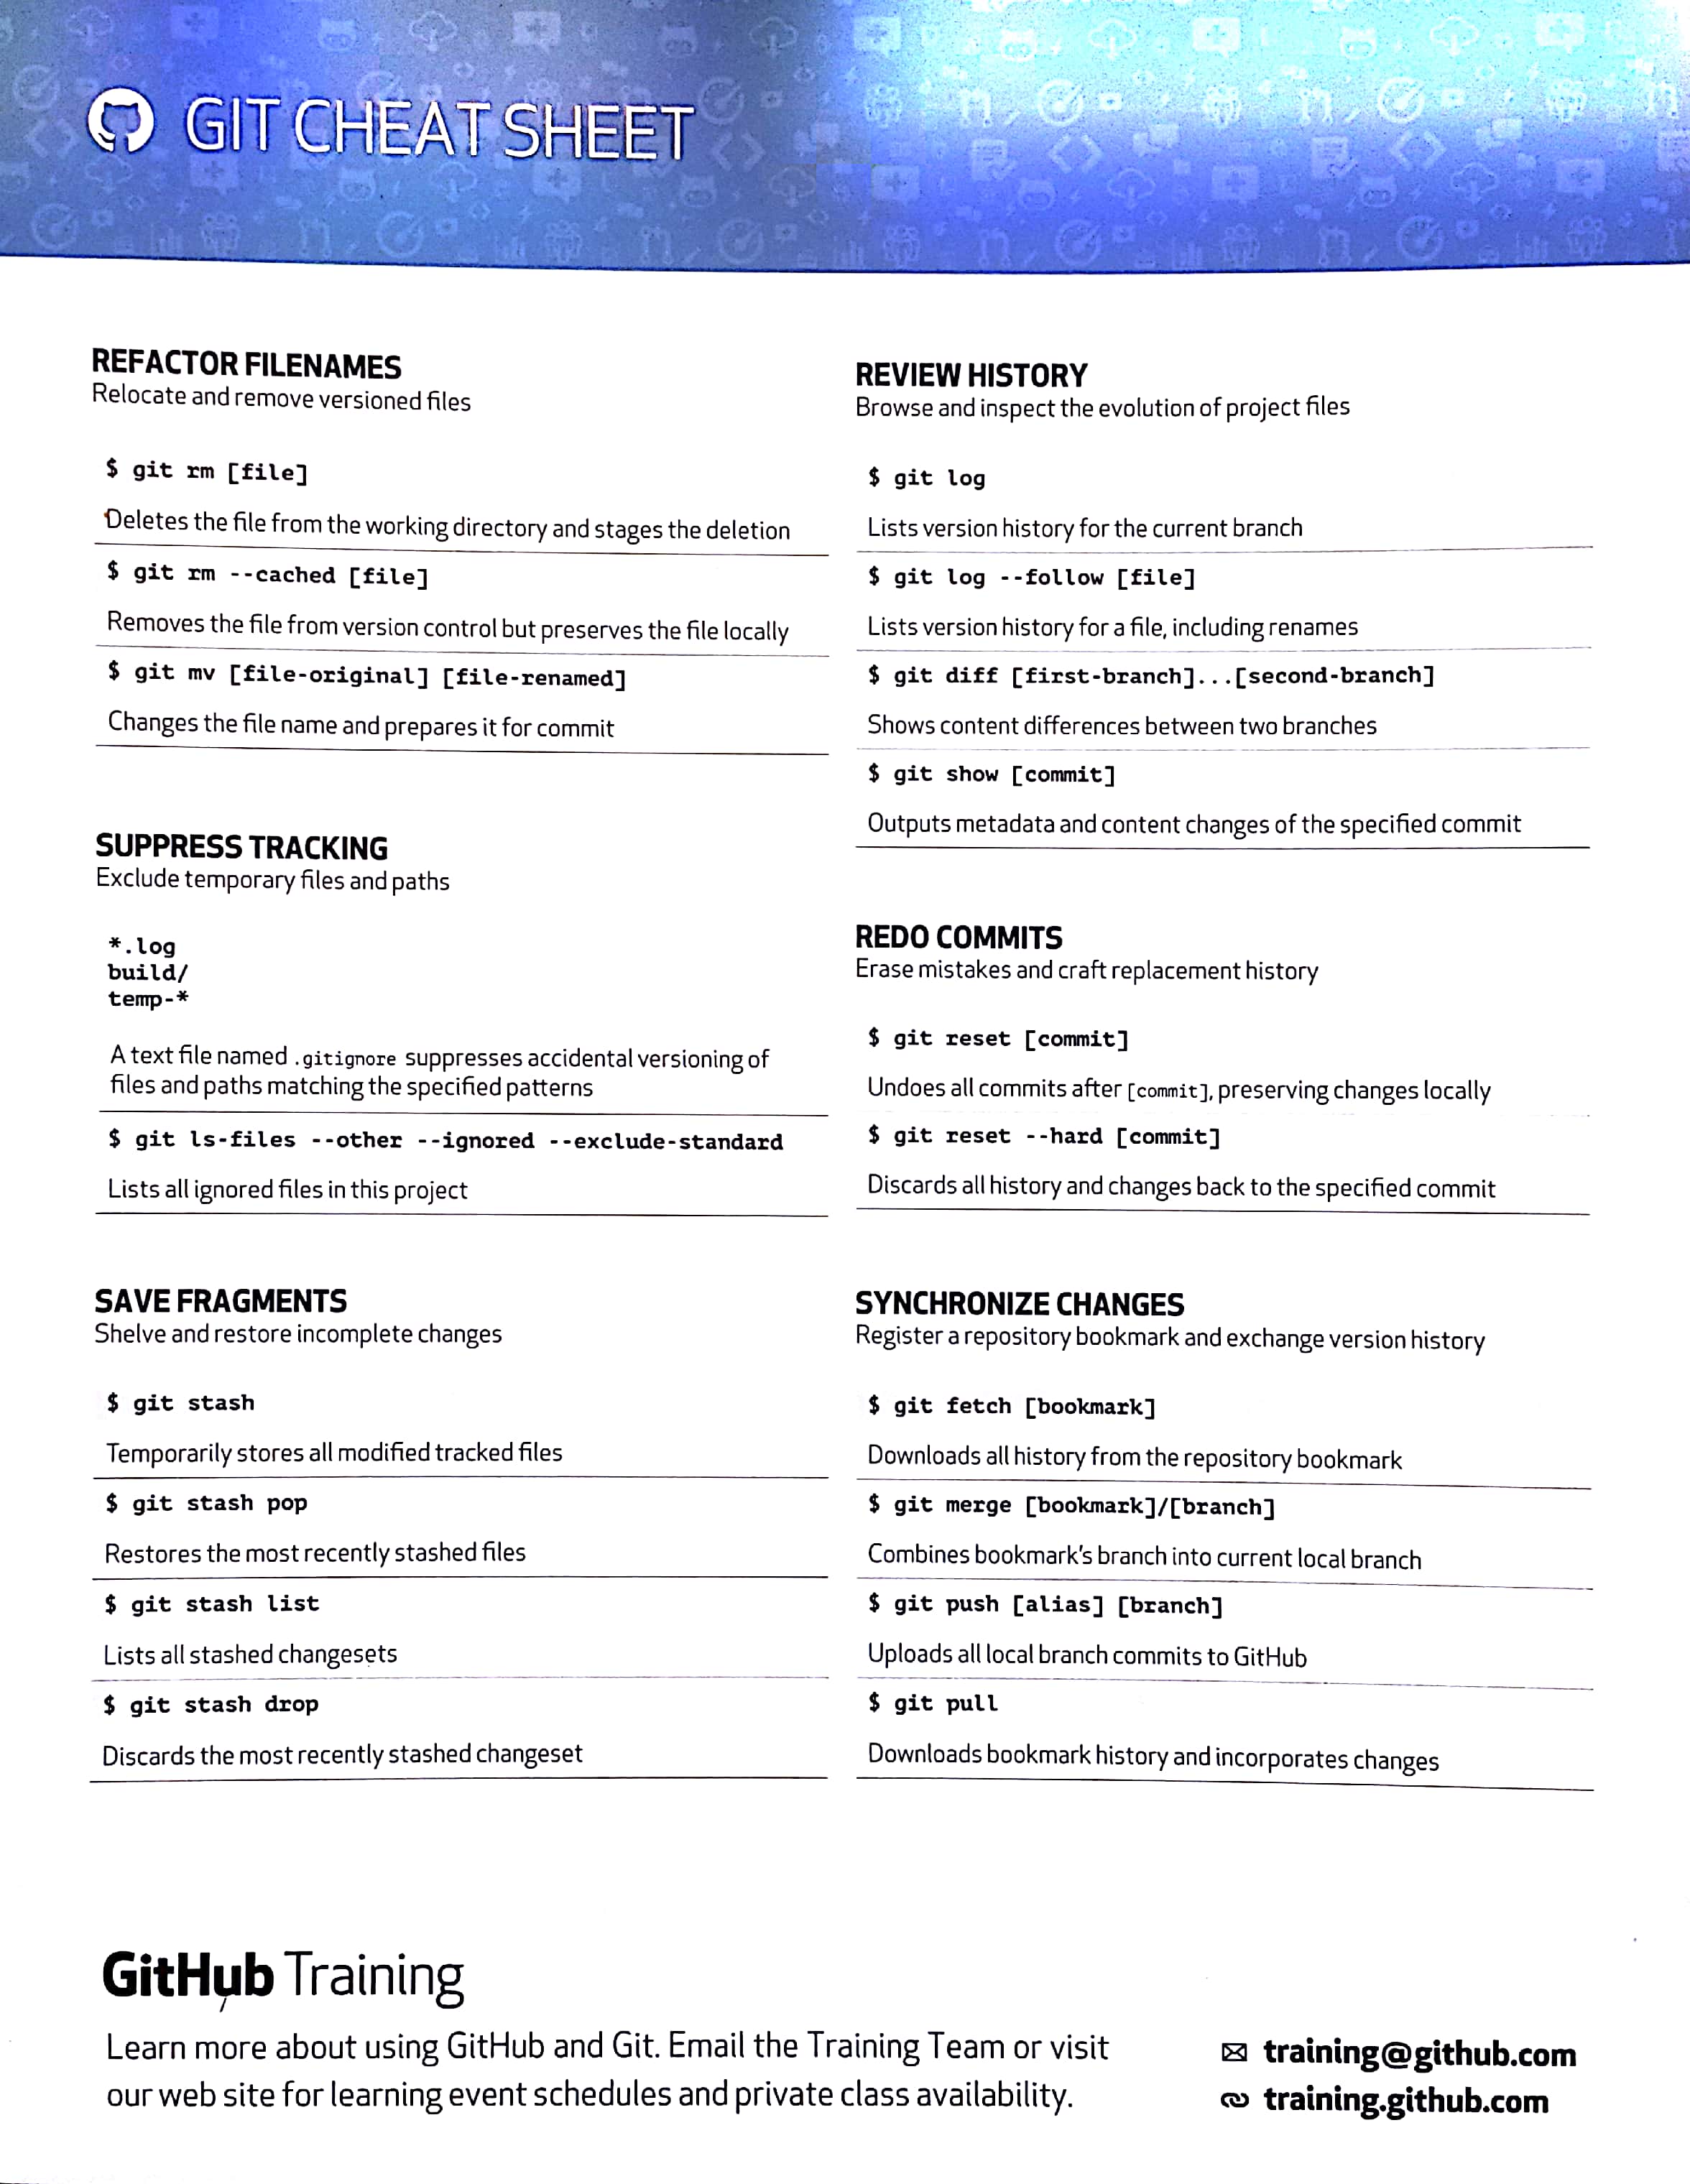 GIT CHEAT SHEET
REFACTOR FILENAMES
Relocate and remove versioned files
$ git rm [file]
Deletes the file from the working directory and stages the deletion
$ git rm --cached [file]
Removes the file from version control but preserves the file locally
$ git mv [file-original] [file-renamed]
Changes the file name and prepares it for commit
SUPPRESS TRACKING
Exclude temporary files and paths
*.log
build/
temp-*
A text file named .gitignore suppresses accidental versioning of
files and paths matching the specified patterns
$ git ls-files --other --ignored --exclude-standard
Lists all ignored files in this project
SAVE FRAGMENTS
Shelve and restore incomplete changes
$ git stash
Temporarily stores all modified tracked files
$ git stash pop
Restores the most recently stashed files
$ git stash list
Lists all stashed changesets
$ git stash drop
Discards the most recently stashed changeset
REVIEW HISTORY
Browse and inspect the evolution of project files
$ git log
Lists version history for the current branch
$ git log --follow [file]
Lists version history for a file, including renames
$ git diff [first-branch]...[second-branch]
Shows content differences between two branches
$ git show [commit]
Outputs metadata and content changes of the specified commit
REDO COMMITS
Erase mistakes and craft replacement history
$ git reset [commit]
Undoes all commits after [commit], preserving changes locally
$ git reset --hard [commit]
Discards all history and changes back to the specified commit
SYNCHRONIZE CHANGES
Register a repository bookmark and exchange version history
$ git fetch [bookmark]
Downloads all history from the repository bookmark
$ git merge [bookmark]/[branch]
Combines bookmark's branch into current local branch
$ git push [alias] [branch]
Uploads all local branch commits to GitHub
$ git pull
Downloads bookmark history and incorporates changes
GitHub Training
Learn more about using GitHub and Git. Email the Training Team or visit
our web site for learning event schedules and private class availability.
training@github.com
training.github.com